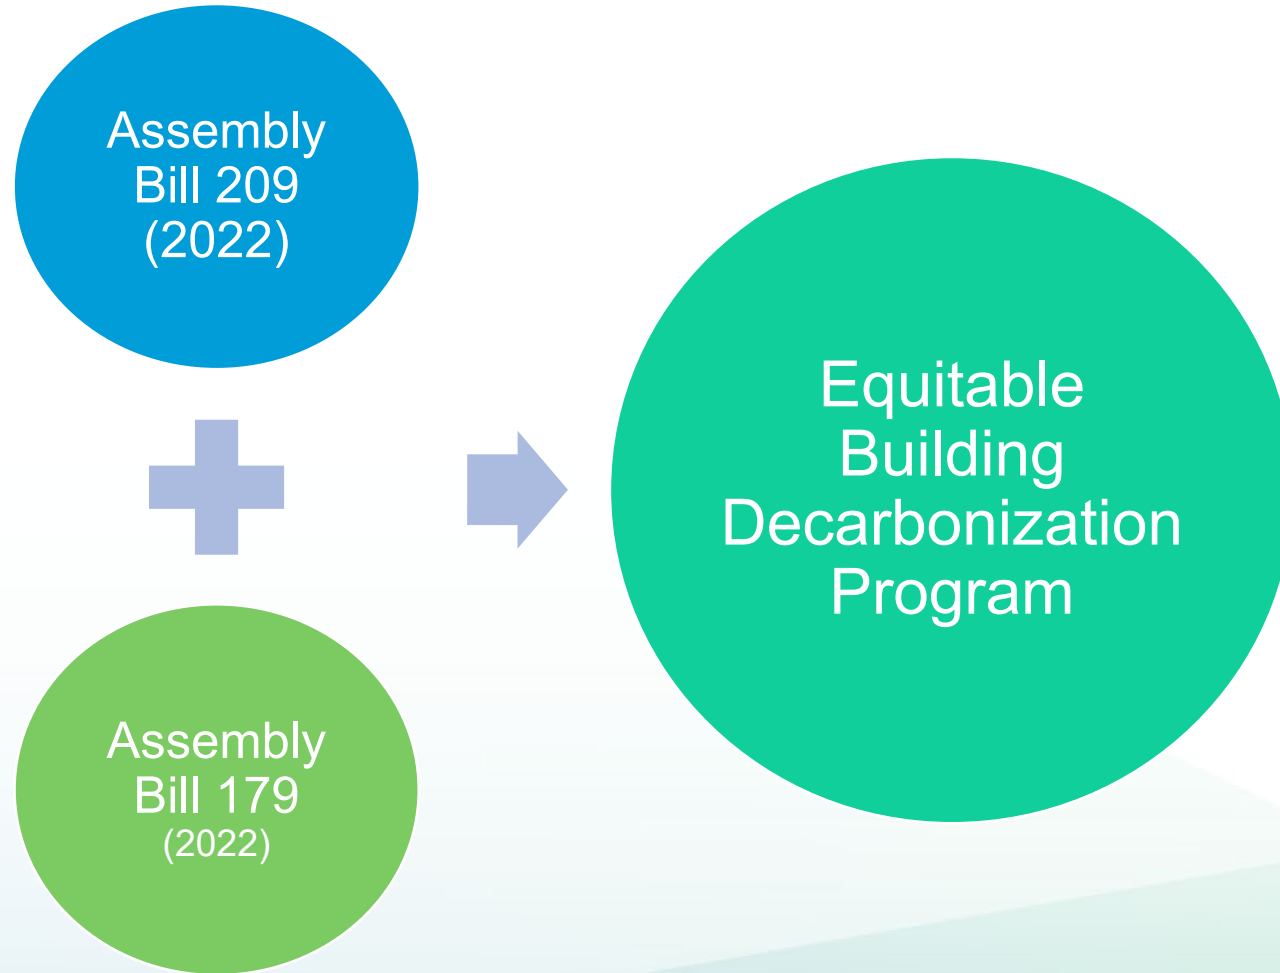 Assembly
Bill 209
(2022)
Assembly
Bill 179
(2022)
Equitable
Building
Decarbonization
Program